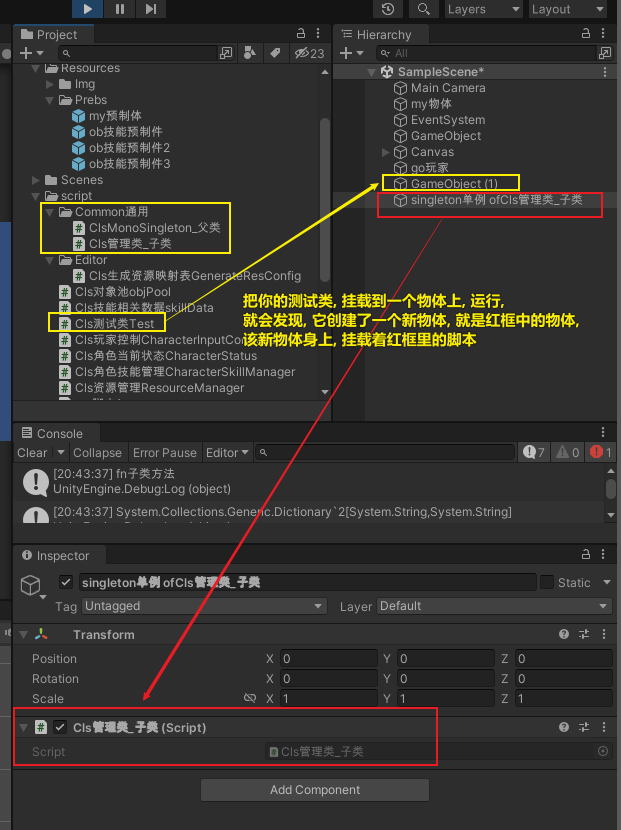 Layers
Layout
Project
23
Resources
Img
Prebs
my预制体
ob技能预制件
ob技能预制件2
ob技能预制件3
Scenes
script
Common通用
ClsMonoSingleton_父类
Cls管理类_子类
Editor
Cls生成资源映射表GenerateResConfig
Cls对象池objPool
Cls技能相关数据skillData
Cls测试类Test
Cls玩家控制CharacterInputCon
Cls角色当前状态CharacterStatus
Cls角色技能管理CharacterSkillManager
Cls资源管理ResourceManager
Hierarchy
All
SampleScene*
Main Camera
my物体
EventSystem
GameObject
Canvas
go玩家
GameObject (1)
singleton单例 ofCls管理类_子类
把你的测试类, 挂载到一个物体上, 运行,
就会发现, 它创建了一个新物体, 就是红框中的物体,
该新物体身上, 挂载着红框里的脚本
Console
Clear
Collapse
Error Pause
Editor
7
0
1
[20:43:37] fn子类方法
UnityEngine.Debug:Log (object)
[20:43:37] System.Collections.Generic.Dictionary`2[System.String,System.String]
Inspector
singleton单例 ofCls管理类_子类
Static
Tag Untagged
Layer Default
Transform
Position X 0 Y 0 Z 0
Rotation X 0 Y 0 Z 0
Scale X 1 Y 1 Z 1
Cls管理类_子类 (Script)
Script Cls管理类_子类
Add Component